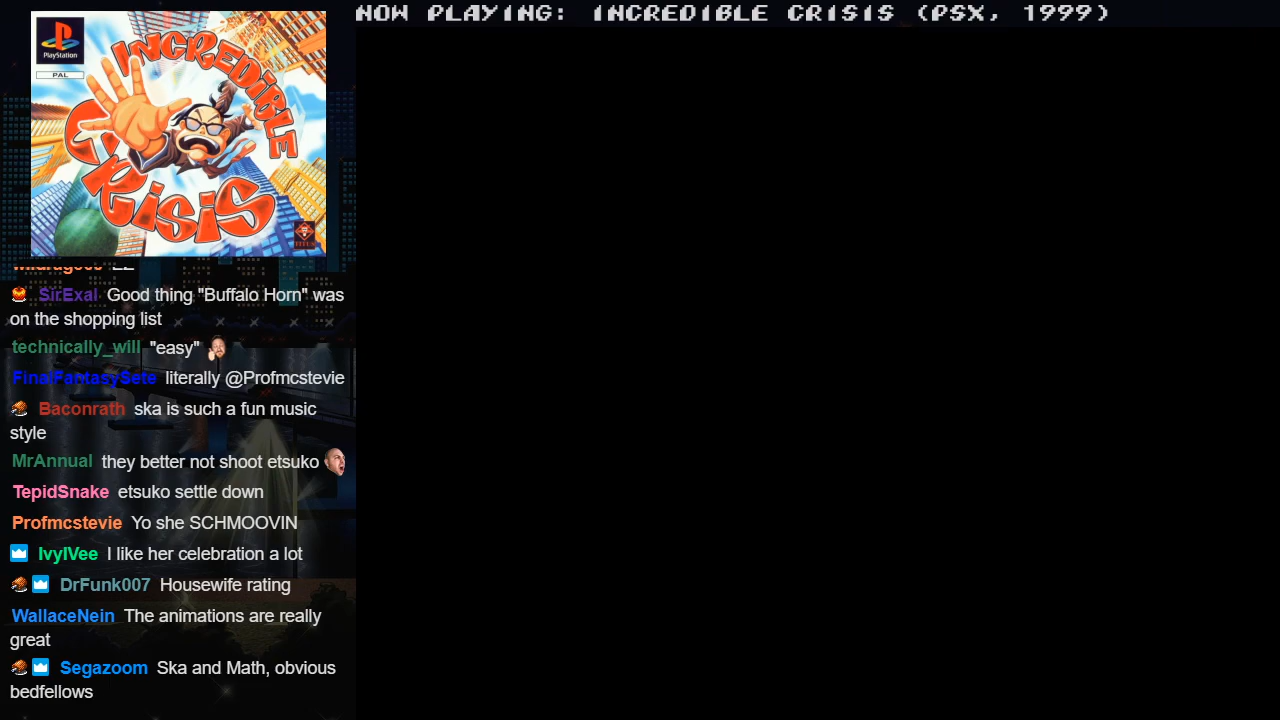 NOW PLAYING: INCREDIBLE CRISIS (PSX, 1999)
PlayStation
PAL
INCREDIBLE
CRISIS
TITUS
SirExal Good thing "Buffalo Horn" was
on the shopping list
technically_will "easy"
FinalFantasySete literally @Profmcstevie
Baconrath ska is such a fun music
style
MrAnnual they better not shoot etsuko
TepidSnake etsuko settle down
Profmcstevie Yo she SCHMOOVIN
IvyIVee I like her celebration a lot
DrFunk007 Housewife rating
WallaceNein The animations are really
great
Segazoom Ska and Math, obvious
bedfellows